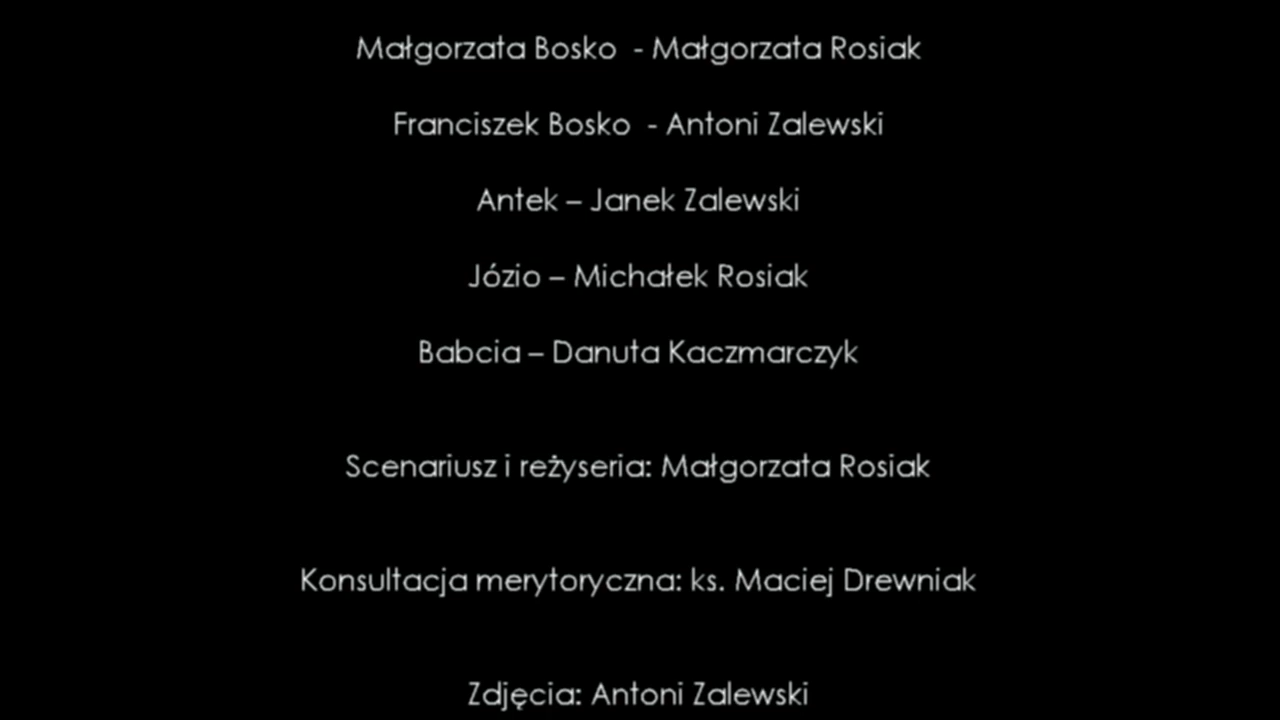 Małgorzata Bosko  - Małgorzata Rosiak
Franciszek Bosko  - Antoni Zalewski
Antek – Janek Zalewski
Józio – Michałek Rosiak
Babcia – Danuta Kaczmarczyk
Scenariusz i reżyseria: Małgorzata Rosiak
Konsultacja merytoryczna: ks. Maciej Drewniak
Zdjęcia: Antoni Zalewski